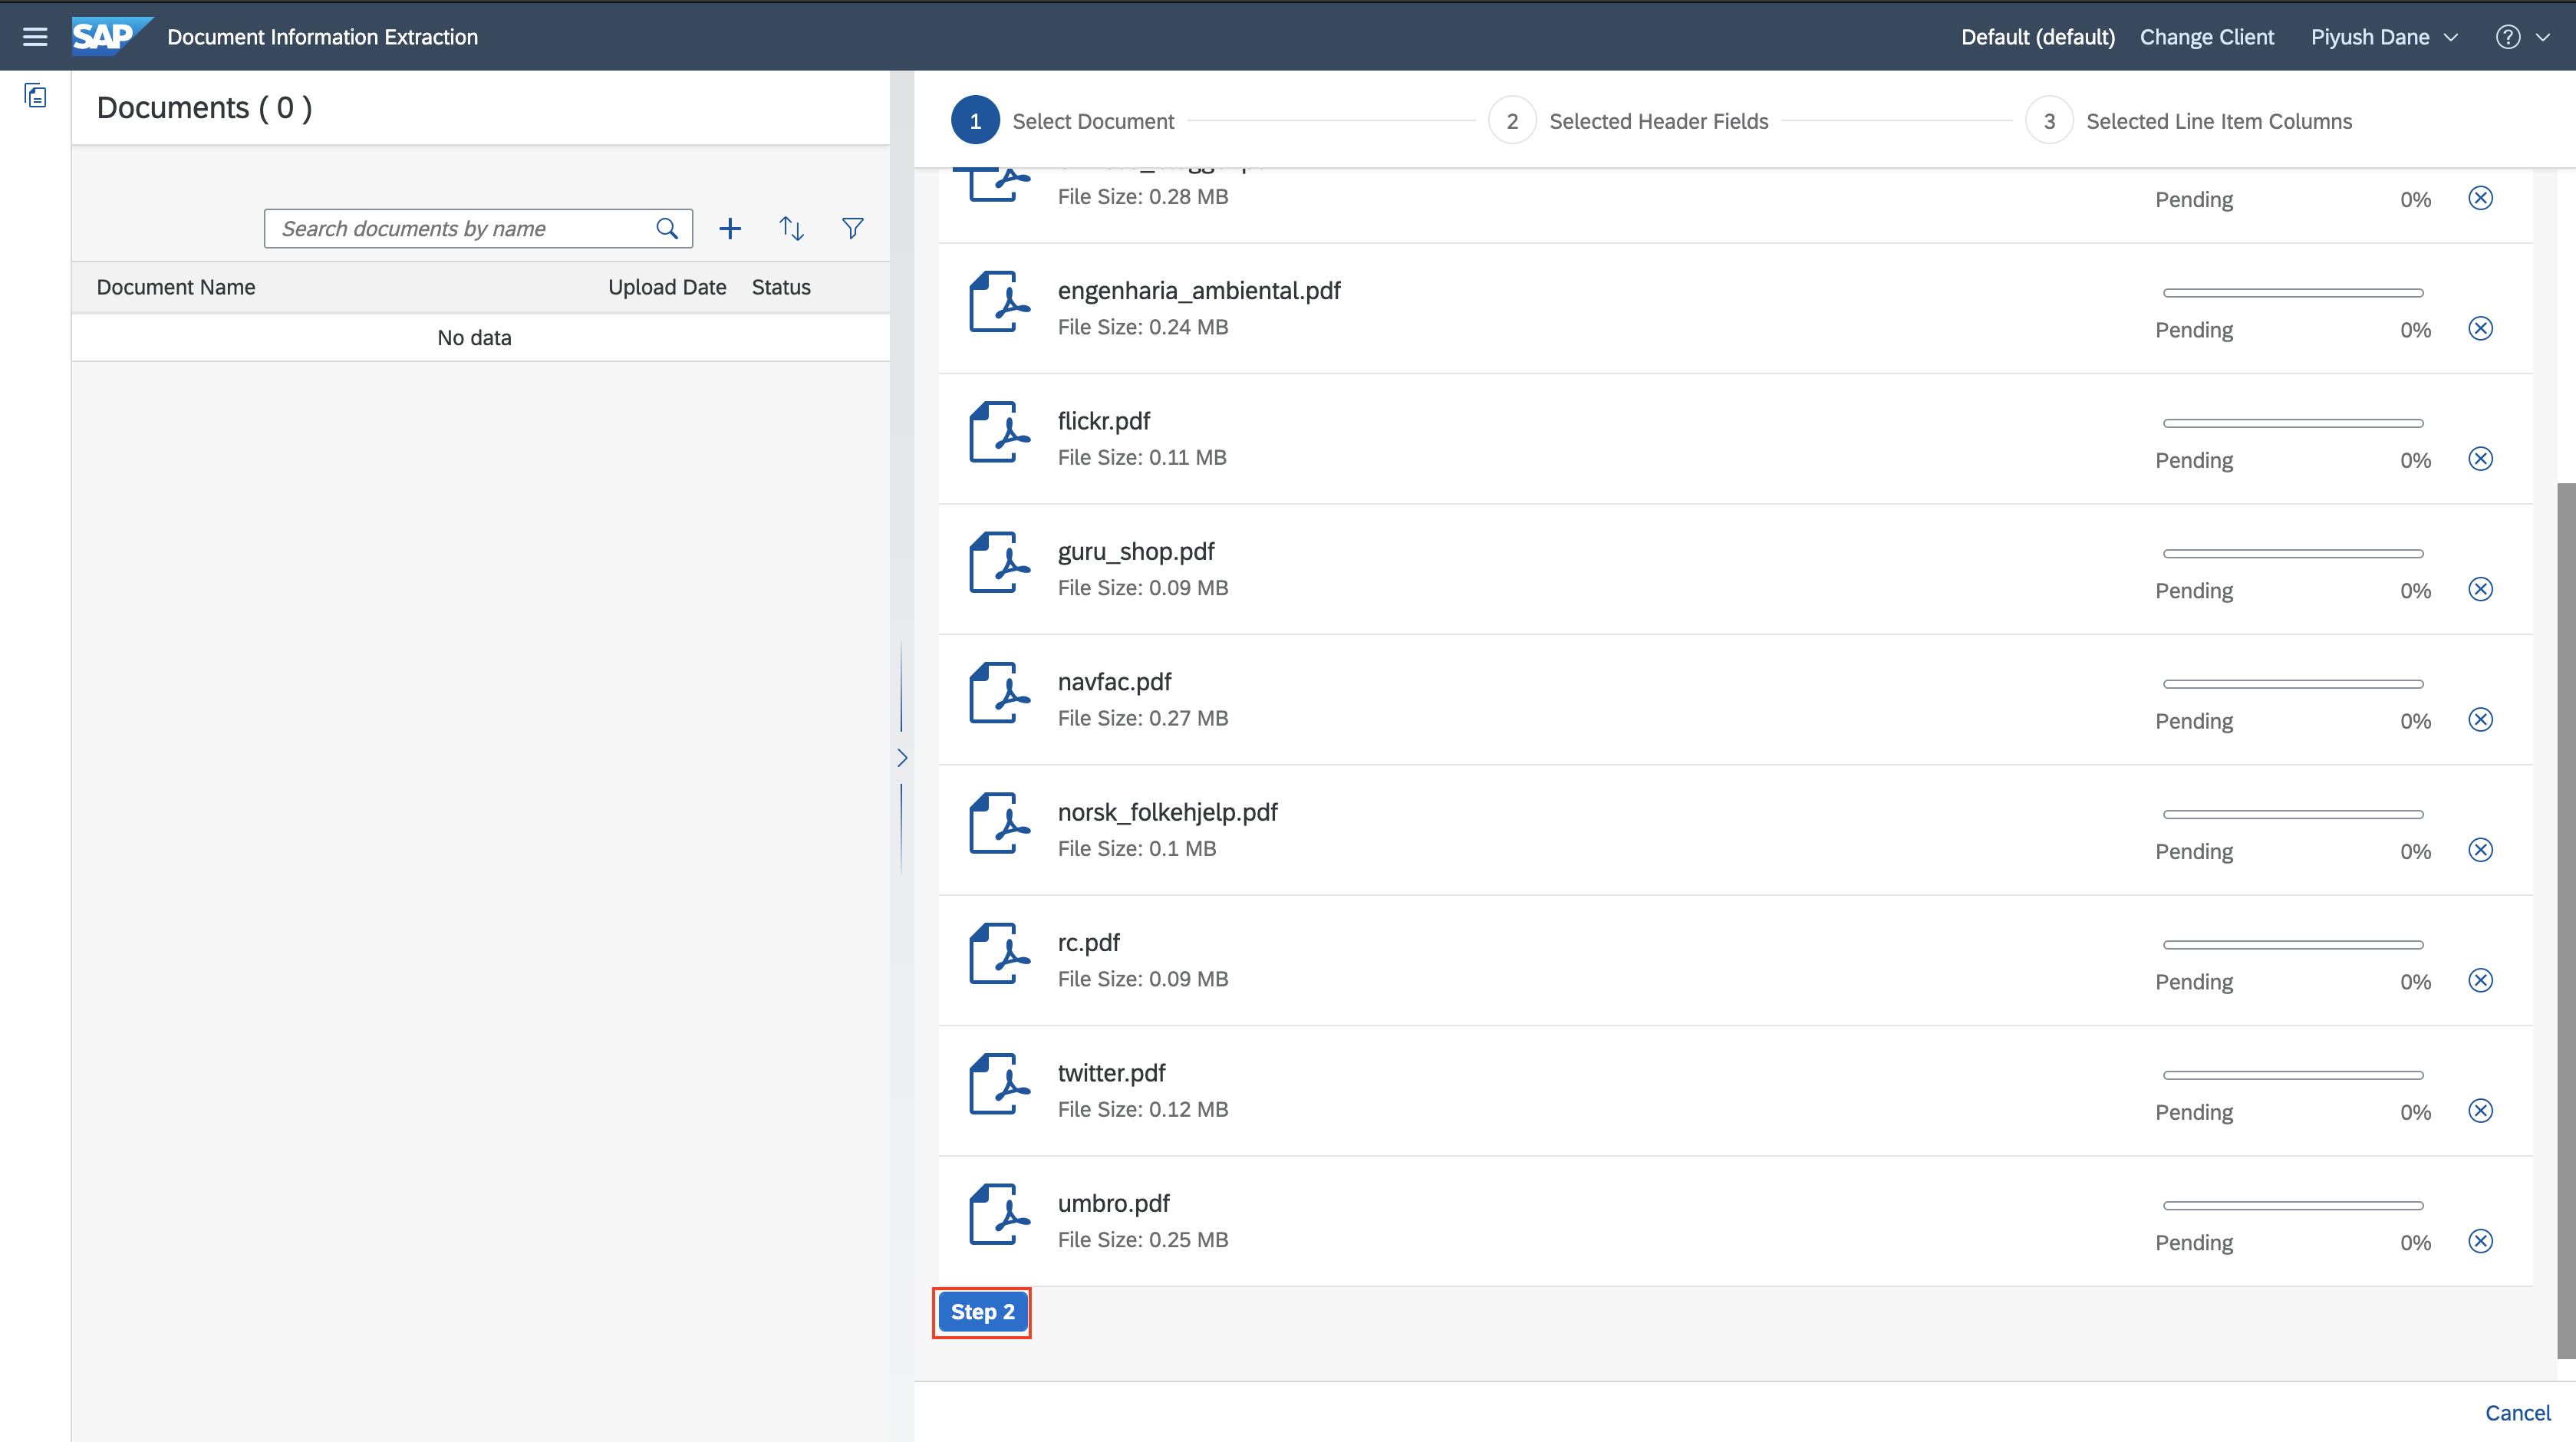 SAP Document Information Extraction
Default (default) Change Client Piyush Dane ?
Documents ( 0 )
Search documents by name
Document Name Upload Date Status
No data
1 Select Document 2 Selected Header Fields 3 Selected Line Item Columns
File Size: 0.28 MB Pending 0%
engenharia_ambiental.pdf
File Size: 0.24 MB Pending 0%
flickr.pdf
File Size: 0.11 MB Pending 0%
guru_shop.pdf
File Size: 0.09 MB Pending 0%
navfac.pdf
File Size: 0.27 MB Pending 0%
norsk_folkehjelp.pdf
File Size: 0.1 MB Pending 0%
rc.pdf
File Size: 0.09 MB Pending 0%
twitter.pdf
File Size: 0.12 MB Pending 0%
umbro.pdf
File Size: 0.25 MB Pending 0%
Step 2
Cancel